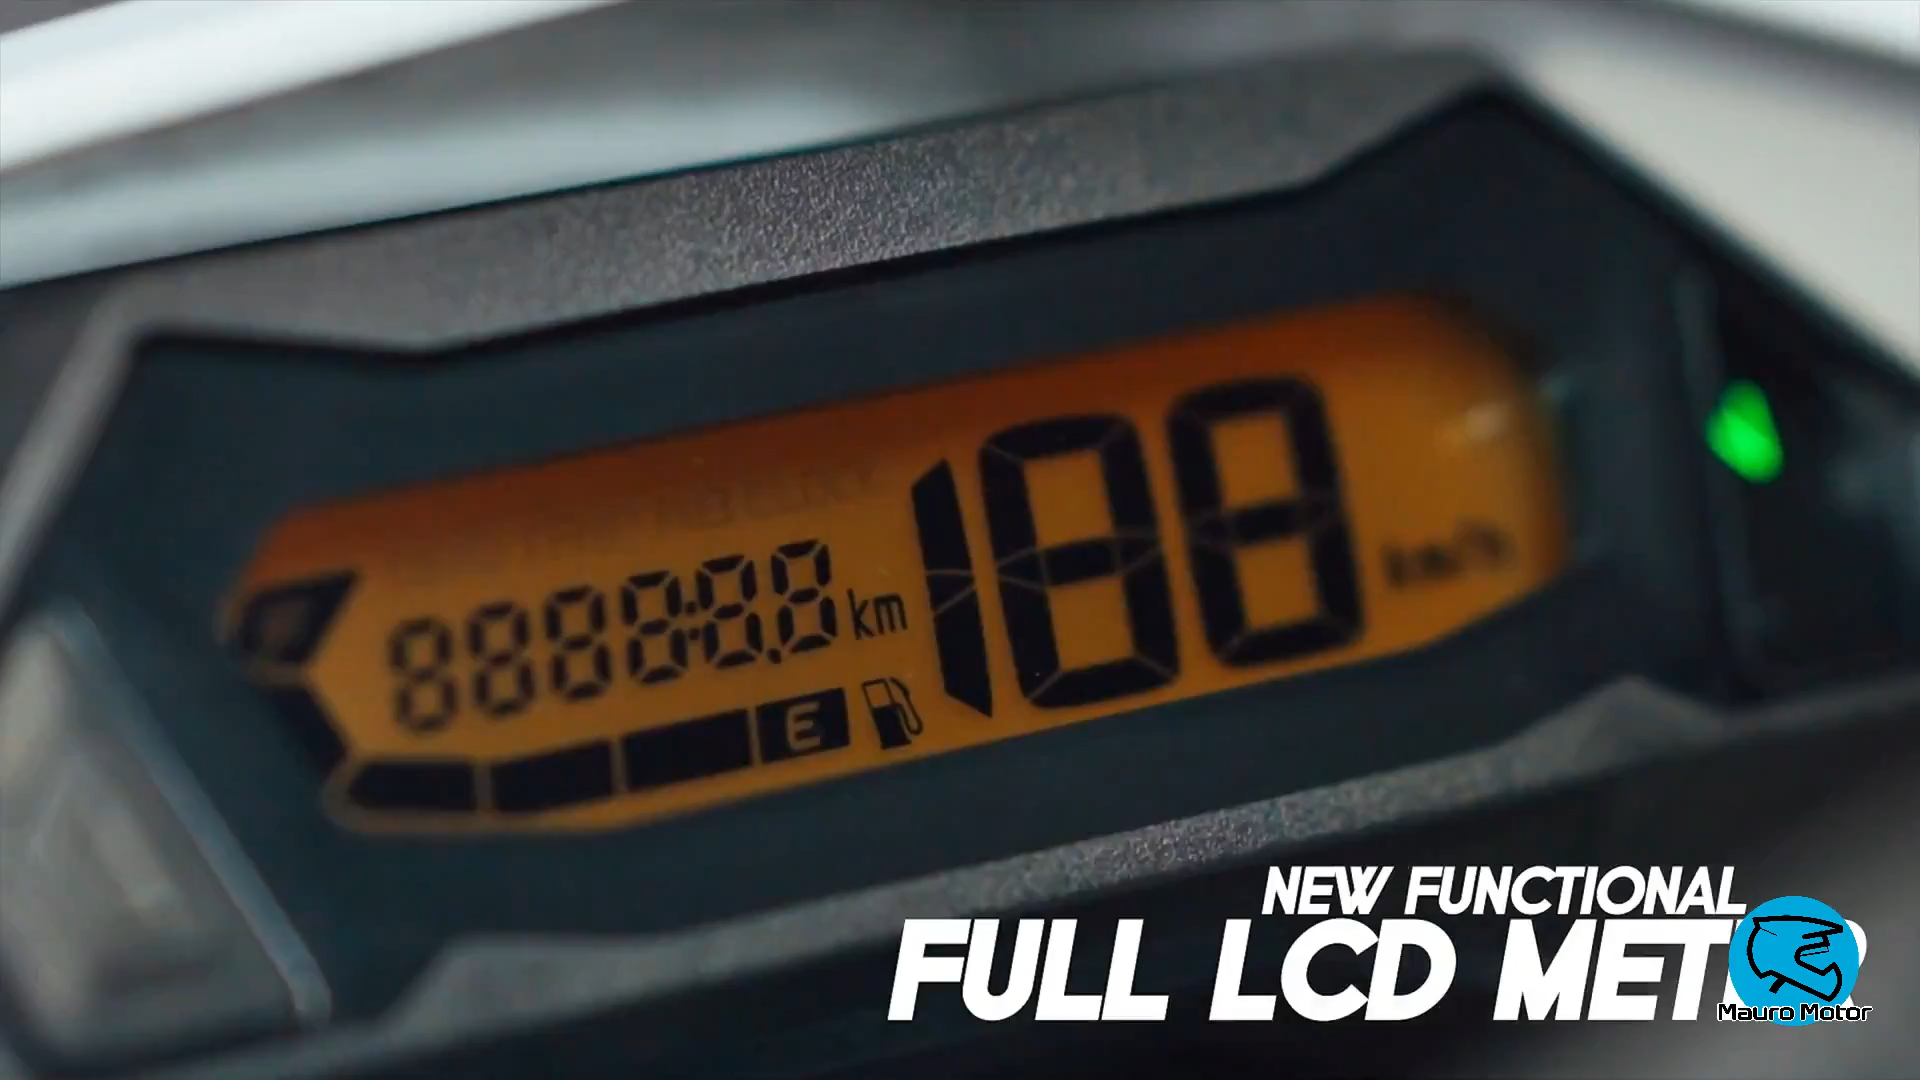 888888.8 km
188
km/h
E
NEW FUNCTIONAL
FULL LCD METER
Mauro Motor